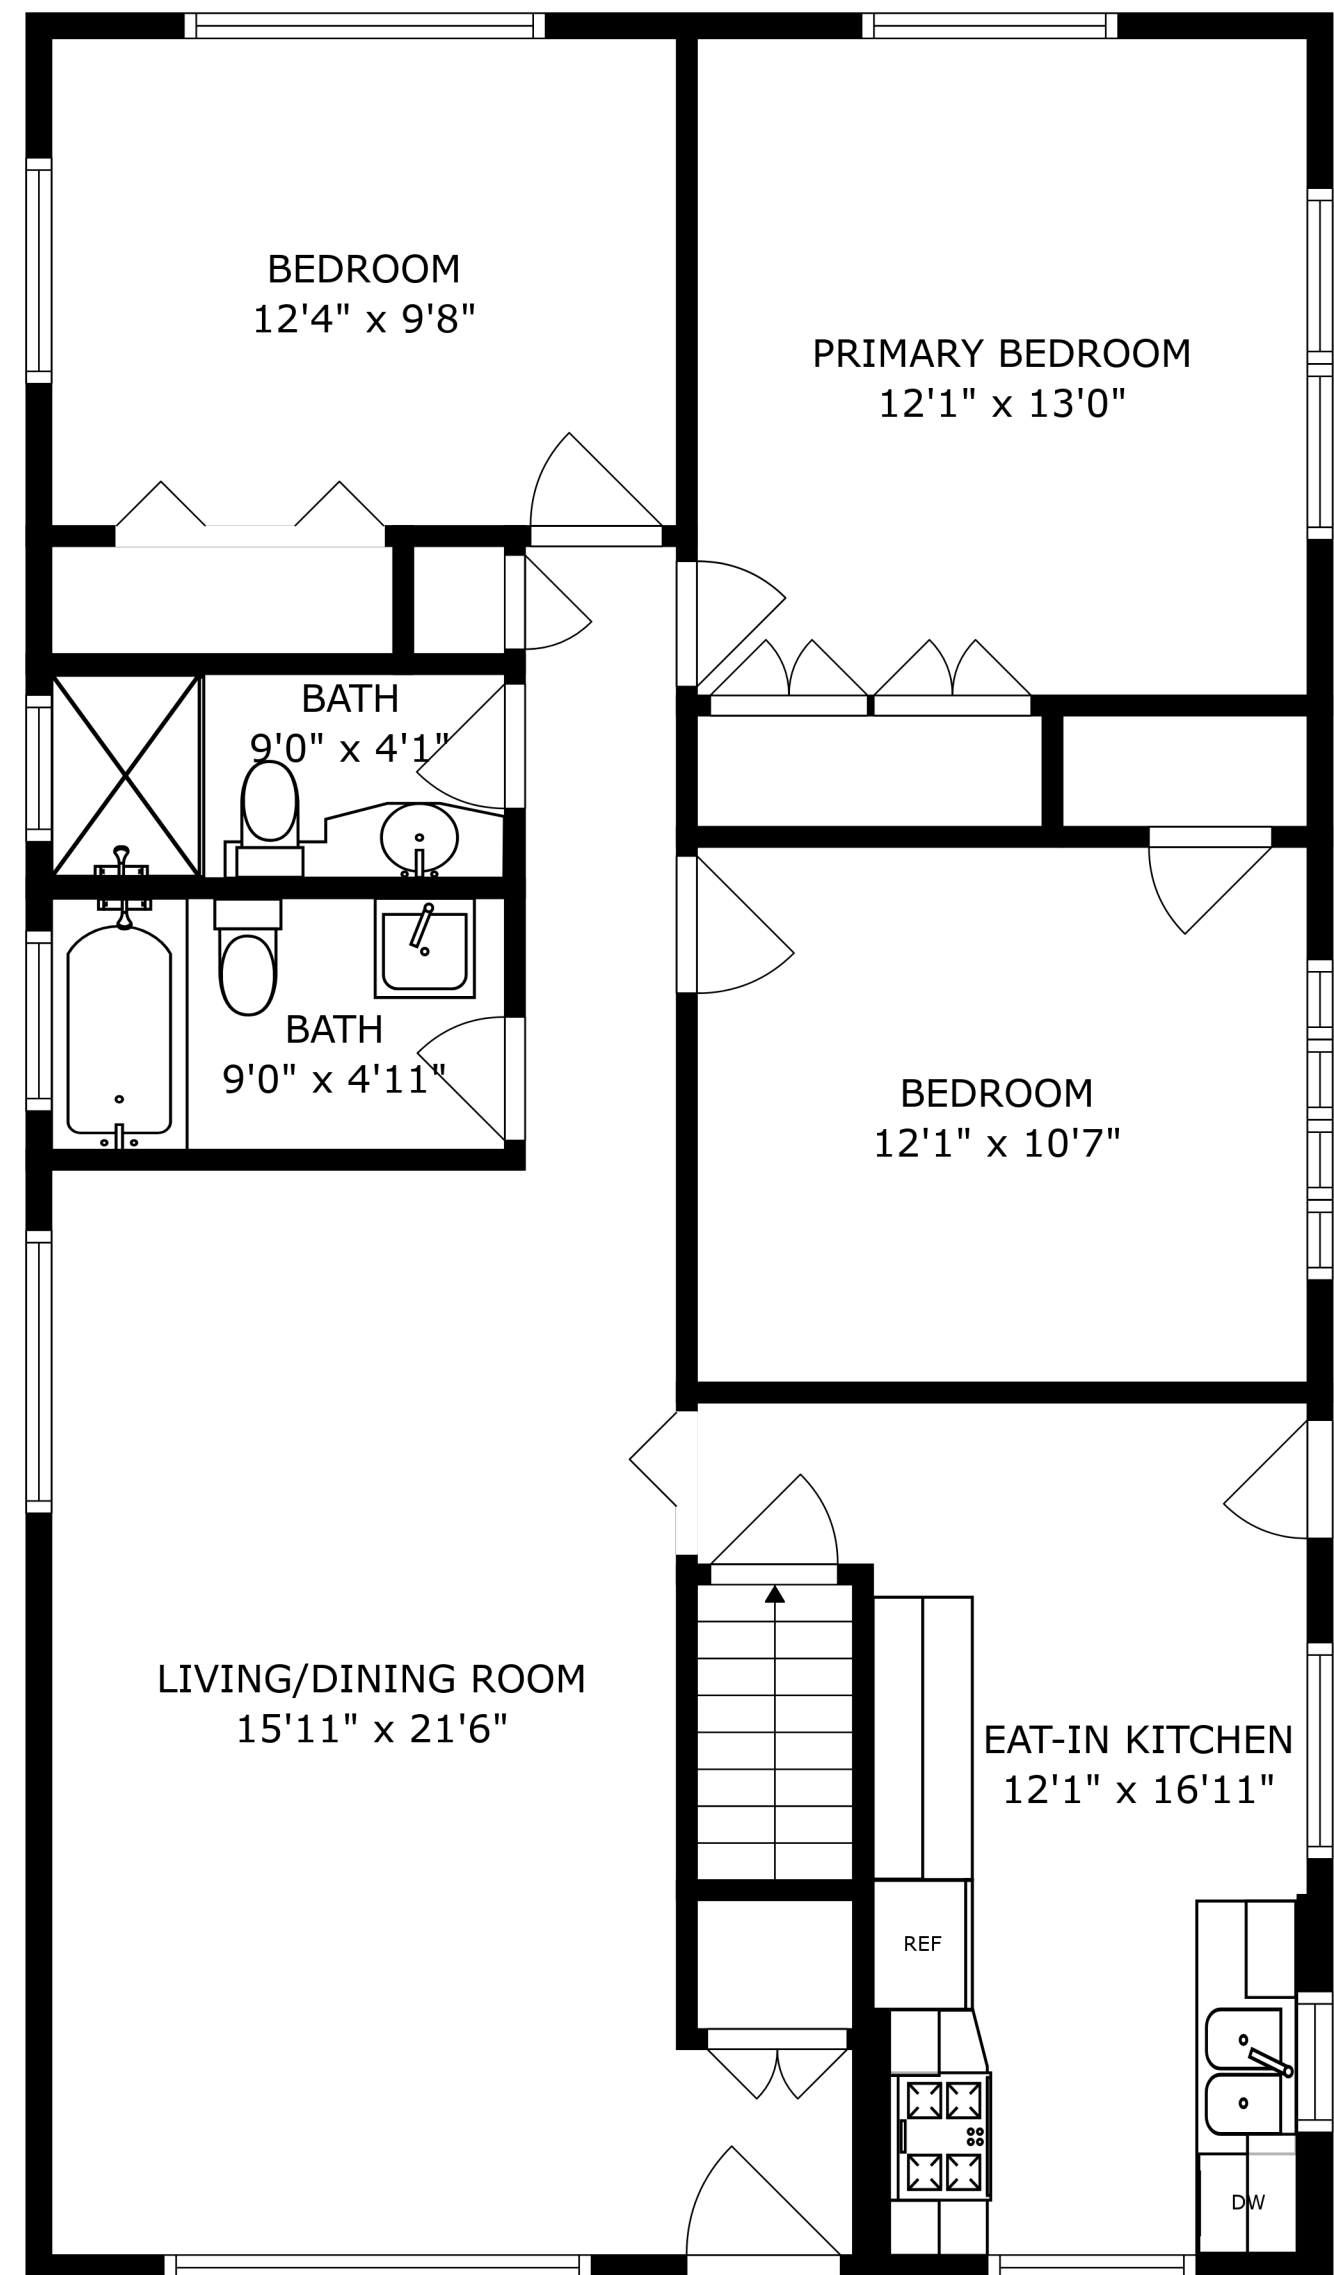 BEDROOM
12'4" x 9'8"
PRIMARY BEDROOM
12'1" x 13'0"
BATH
9'0" x 4'1"
BATH
9'0" x 4'11"
BEDROOM
12'1" x 10'7"
LIVING/DINING ROOM
15'11" x 21'6"
EAT-IN KITCHEN
12'1" x 16'11"
REF
DW